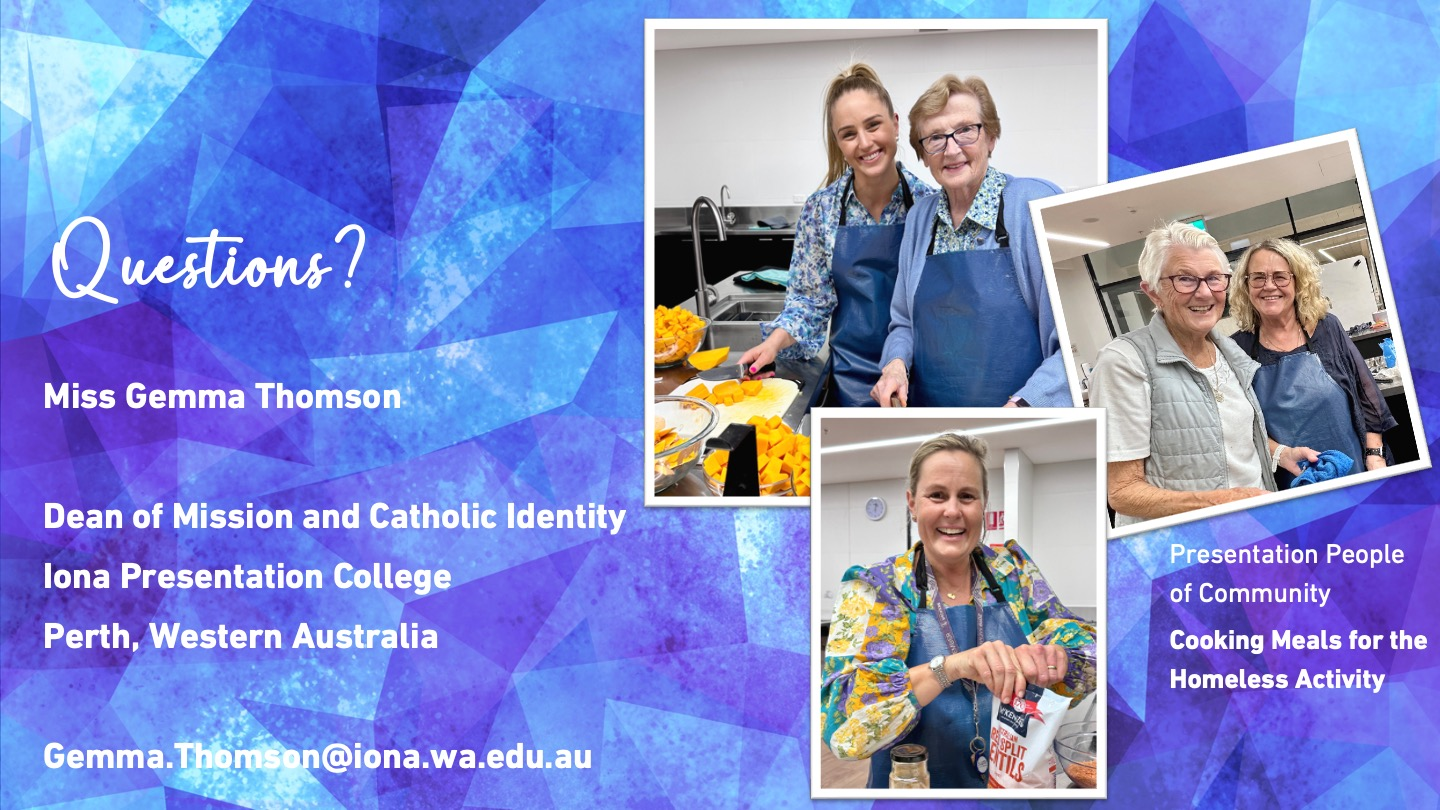 Questions?
Miss Gemma Thomson
Dean of Mission and Catholic Identity
Iona Presentation College
Perth, Western Australia
Gemma.Thomson@iona.wa.edu.au
Presentation People
of Community
Cooking Meals for the
Homeless Activity
SPLIT